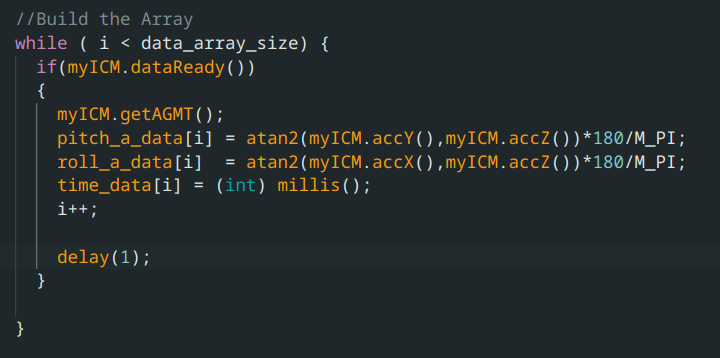 //Build the Array
while ( i < data_array_size) {
if(myICM.dataReady())
{
myICM.getAGMT();
pitch_a_data[i] = atan2(myICM.accY(),myICM.accZ())*180/M_PI;
roll_a_data[i]  = atan2(myICM.accX(),myICM.accZ())*180/M_PI;
time_data[i] = (int) millis();
i++;
delay(1);
}
}